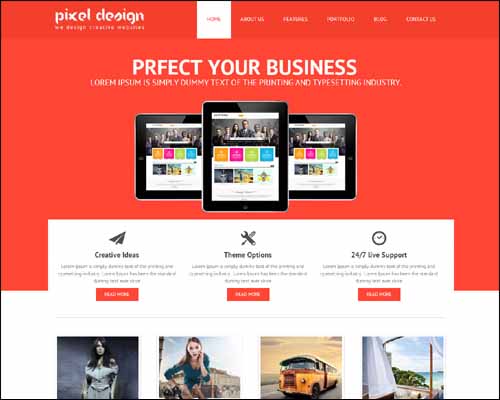 pixel design
we design creative websites
HOME
ABOUT US
FEATURES
PORTFOLIO
BLOG
CONTACT US
PRFECT YOUR BUSINESS
LOREM IPSUM IS SIMPLY DUMMY TEXT OF THE PRINTING AND TYPESETTING INDUSTRY.
Creative Ideas
Lorem Ipsum is simply dummy text of the printing and
typesetting industry. Lorem Ipsum has been the standard
dummy text ever since
READ MORE
Theme Options
Lorem Ipsum is simply dummy text of the printing and
typesetting industry. Lorem Ipsum has been the standard
dummy text ever since
READ MORE
24/7 Live Support
Lorem Ipsum is simply dummy text of the printing and
typesetting industry. Lorem Ipsum has been the standard
dummy text ever since
READ MORE